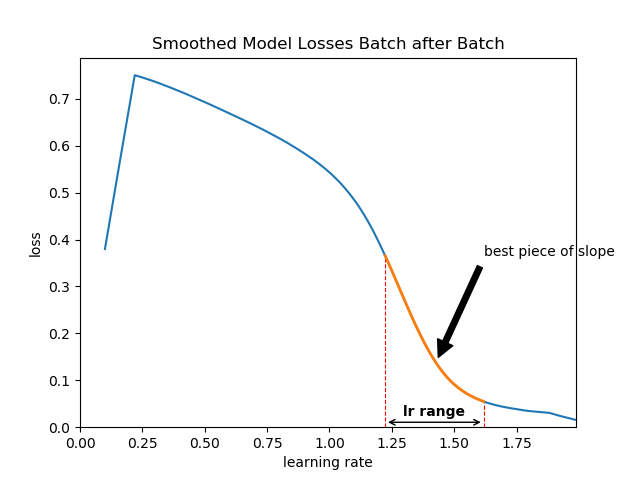 Smoothed Model Losses Batch after Batch
0.7
0.6
0.5
loss
0.4
best piece of slope
0.3
0.2
0.1
lr range
0.0
0.00 0.25 0.50 0.75 1.00 1.25 1.50 1.75
learning rate